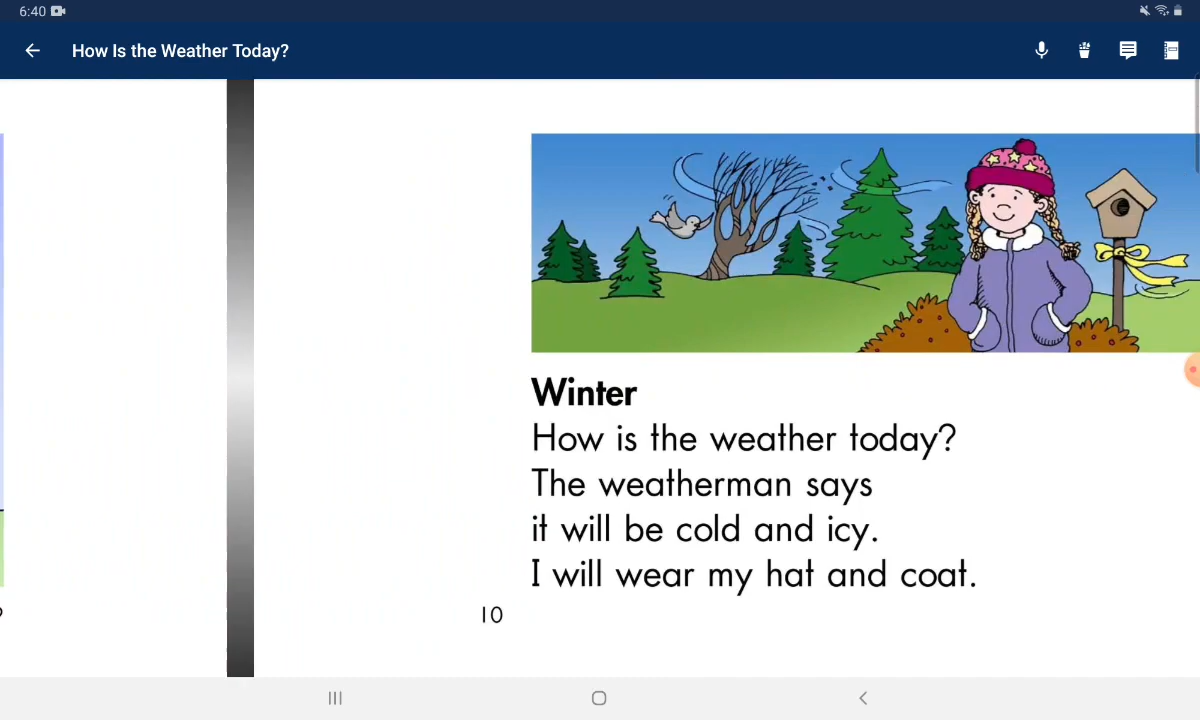 6:40
How Is the Weather Today?
Winter
How is the weather today?
The weatherman says
it will be cold and icy.
I will wear my hat and coat.
10